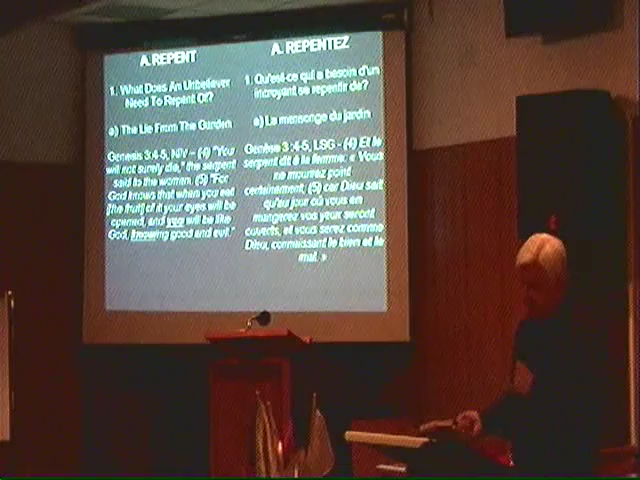 A. REPENT
1. What Does An Unbeliever
Need To Repent Of?
a) The Lie From The Garden
Genesis 3:4-5, NIV – (4) "You
will not surely die," the serpent
said to the woman. (5) "For
God knows that when you eat
[the fruit] of it your eyes will be
opened, and you will be like
God, knowing good and evil."
A. REPENTEZ
1. Qu'est-ce qui a besoin d'un
incroyant se repentir de?
a) Le mensonge du jardin
Genèse 3:4-5, LSG - (4) Et le
serpent dit à la femme: « Vous
ne mourrez point
certainement; (5) car Dieu sait
qu'au jour où vous en
mangerez vos yeux seront
ouverts, et vous serez comme
Dieu, connaissant le bien et le
mal. »